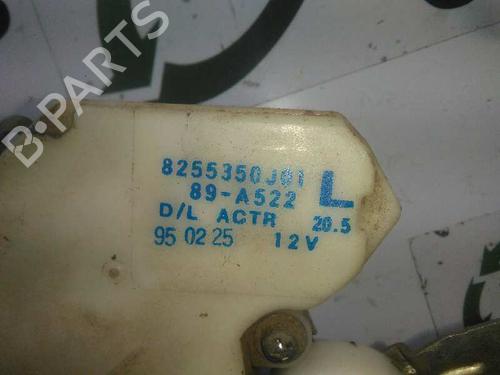 B-PARTS
8255350J01
89-A522 L
D/L ACTR 20.5
95 02 25 12V